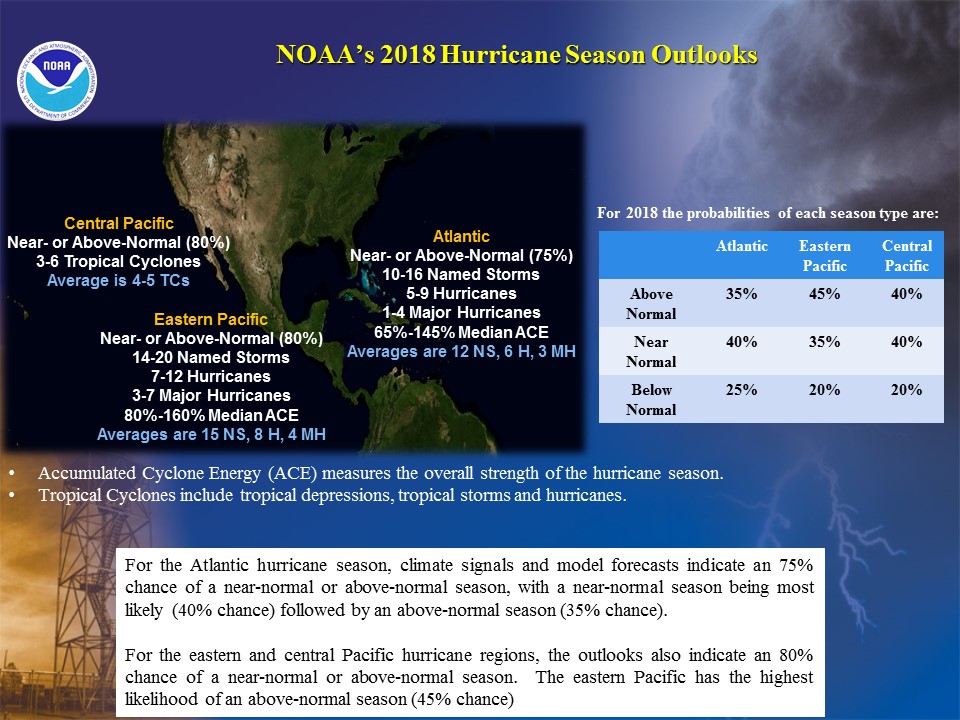 NOAA's 2018 Hurricane Season Outlooks
NATIONAL OCEANIC AND ATMOSPHERIC ADMINISTRATION
NOAA
U.S. DEPARTMENT OF COMMERCE
Central Pacific
Near- or Above-Normal (80%)
3-6 Tropical Cyclones
Average is 4-5 TCs
Eastern Pacific
Near- or Above-Normal (80%)
14-20 Named Storms
7-12 Hurricanes
3-7 Major Hurricanes
80%-160% Median ACE
Averages are 15 NS, 8 H, 4 MH
Atlantic
Near- or Above-Normal (75%)
10-16 Named Storms
5-9 Hurricanes
1-4 Major Hurricanes
65%-145% Median ACE
Averages are 12 NS, 6 H, 3 MH
For 2018 the probabilities of each season type are:
Atlantic Eastern Central
Pacific Pacific
Above 35% 45% 40%
Normal
Near 40% 35% 40%
Normal
Below 25% 20% 20%
Normal
• Accumulated Cyclone Energy (ACE) measures the overall strength of the hurricane season.
• Tropical Cyclones include tropical depressions, tropical storms and hurricanes.
For the Atlantic hurricane season, climate signals and model forecasts indicate an 75%
chance of a near-normal or above-normal season, with a near-normal season being most
likely (40% chance) followed by an above-normal season (35% chance).
For the eastern and central Pacific hurricane regions, the outlooks also indicate an 80%
chance of a near-normal or above-normal season. The eastern Pacific has the highest
likelihood of an above-normal season (45% chance)